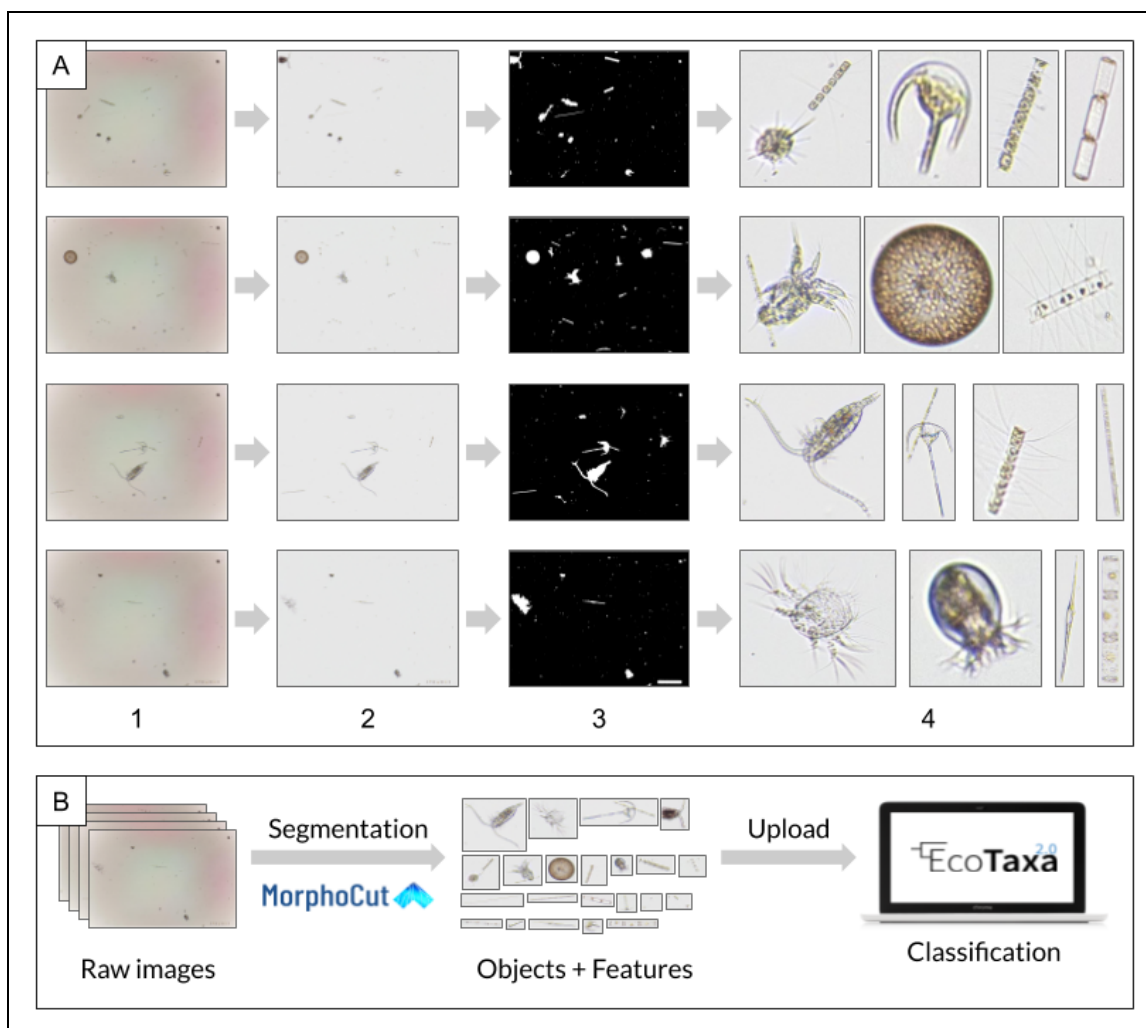 A
1 2 3 4
B
Segmentation
MorphoCut
Raw images
Objects + Features
Upload
EcoTaxa 2.0
Classification